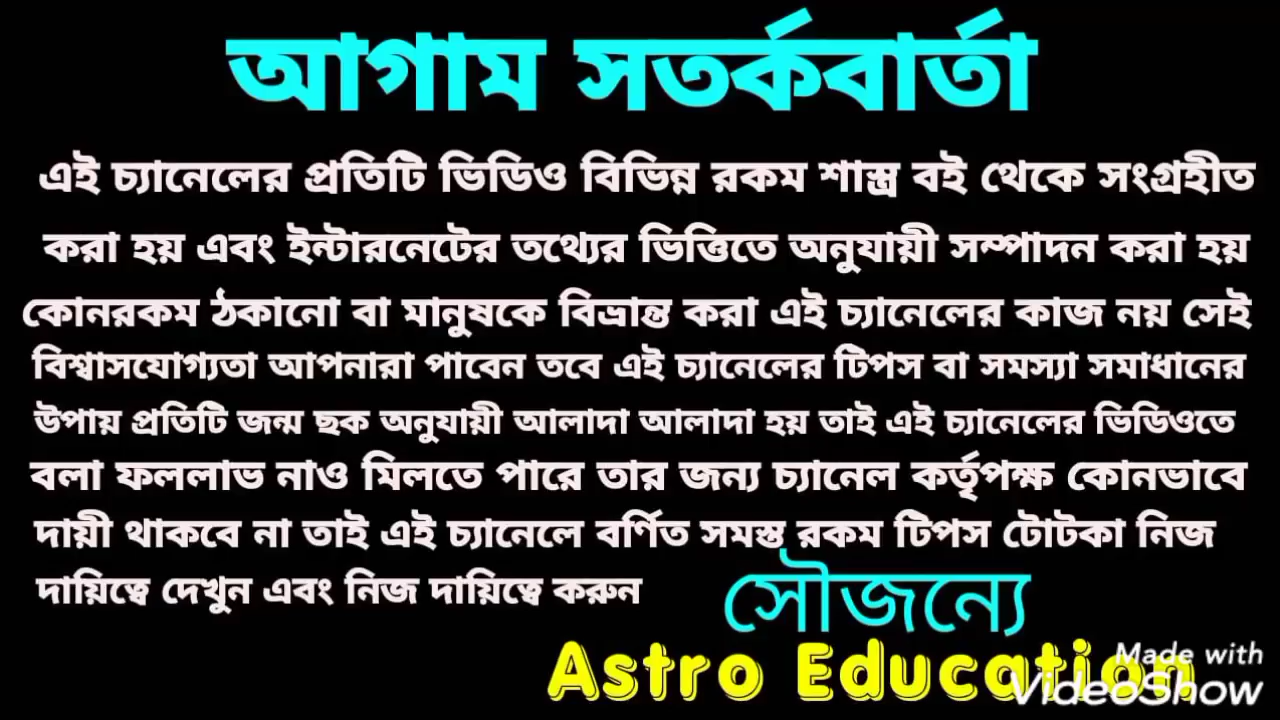 আগাম সতর্কবার্তা
এই চ্যানেলের প্রতিটি ভিডিও বিভিন্ন রকম শাস্ত্র বই থেকে সংগ্রহীত
করা হয় এবং ইন্টারনেটের তথ্যের ভিত্তিতে অনুযায়ী সম্পাদন করা হয়
কোনরকম ঠকানো বা মানুষকে বিভ্রান্ত করা এই চ্যানেলের কাজ নয় সেই
বিশ্বাসযোগ্যতা আপনারা পাবেন তবে এই চ্যানেলের টিপস বা সমস্যা সমাধানের
উপায় প্রতিটি জন্ম ছক অনুযায়ী আলাদা আলাদা হয় তাই এই চ্যানেলের ভিডিওতে
বলা ফললাভ নাও মিলতে পারে তার জন্য চ্যানেল কর্তৃপক্ষ কোনভাবে
দায়ী থাকবে না তাই এই চ্যানেলে বর্ণিত সমস্ত রকম টিপস টোটকা নিজ
দায়িত্বে দেখুন এবং নিজ দায়িত্বে করুন
সৌজন্যে
Astro Education
Made with
VideoShow